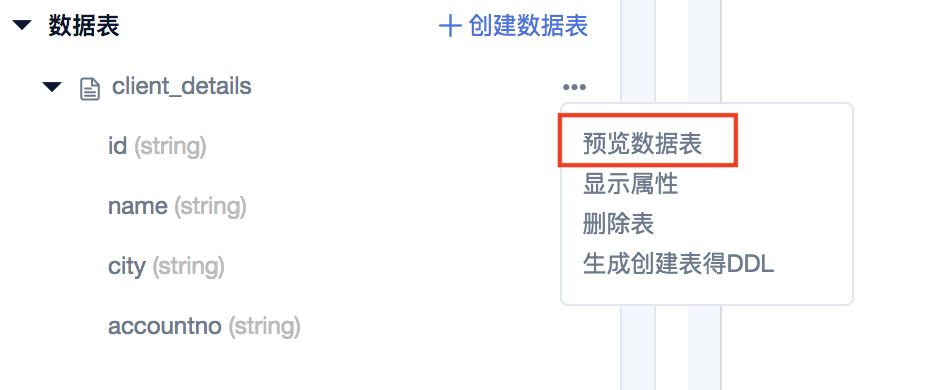 数据表
+ 创建数据表
client_details
•••
预览数据表
id (string)
显示属性
name (string)
删除表
city (string)
生成创建表得DDL
accountno (string)